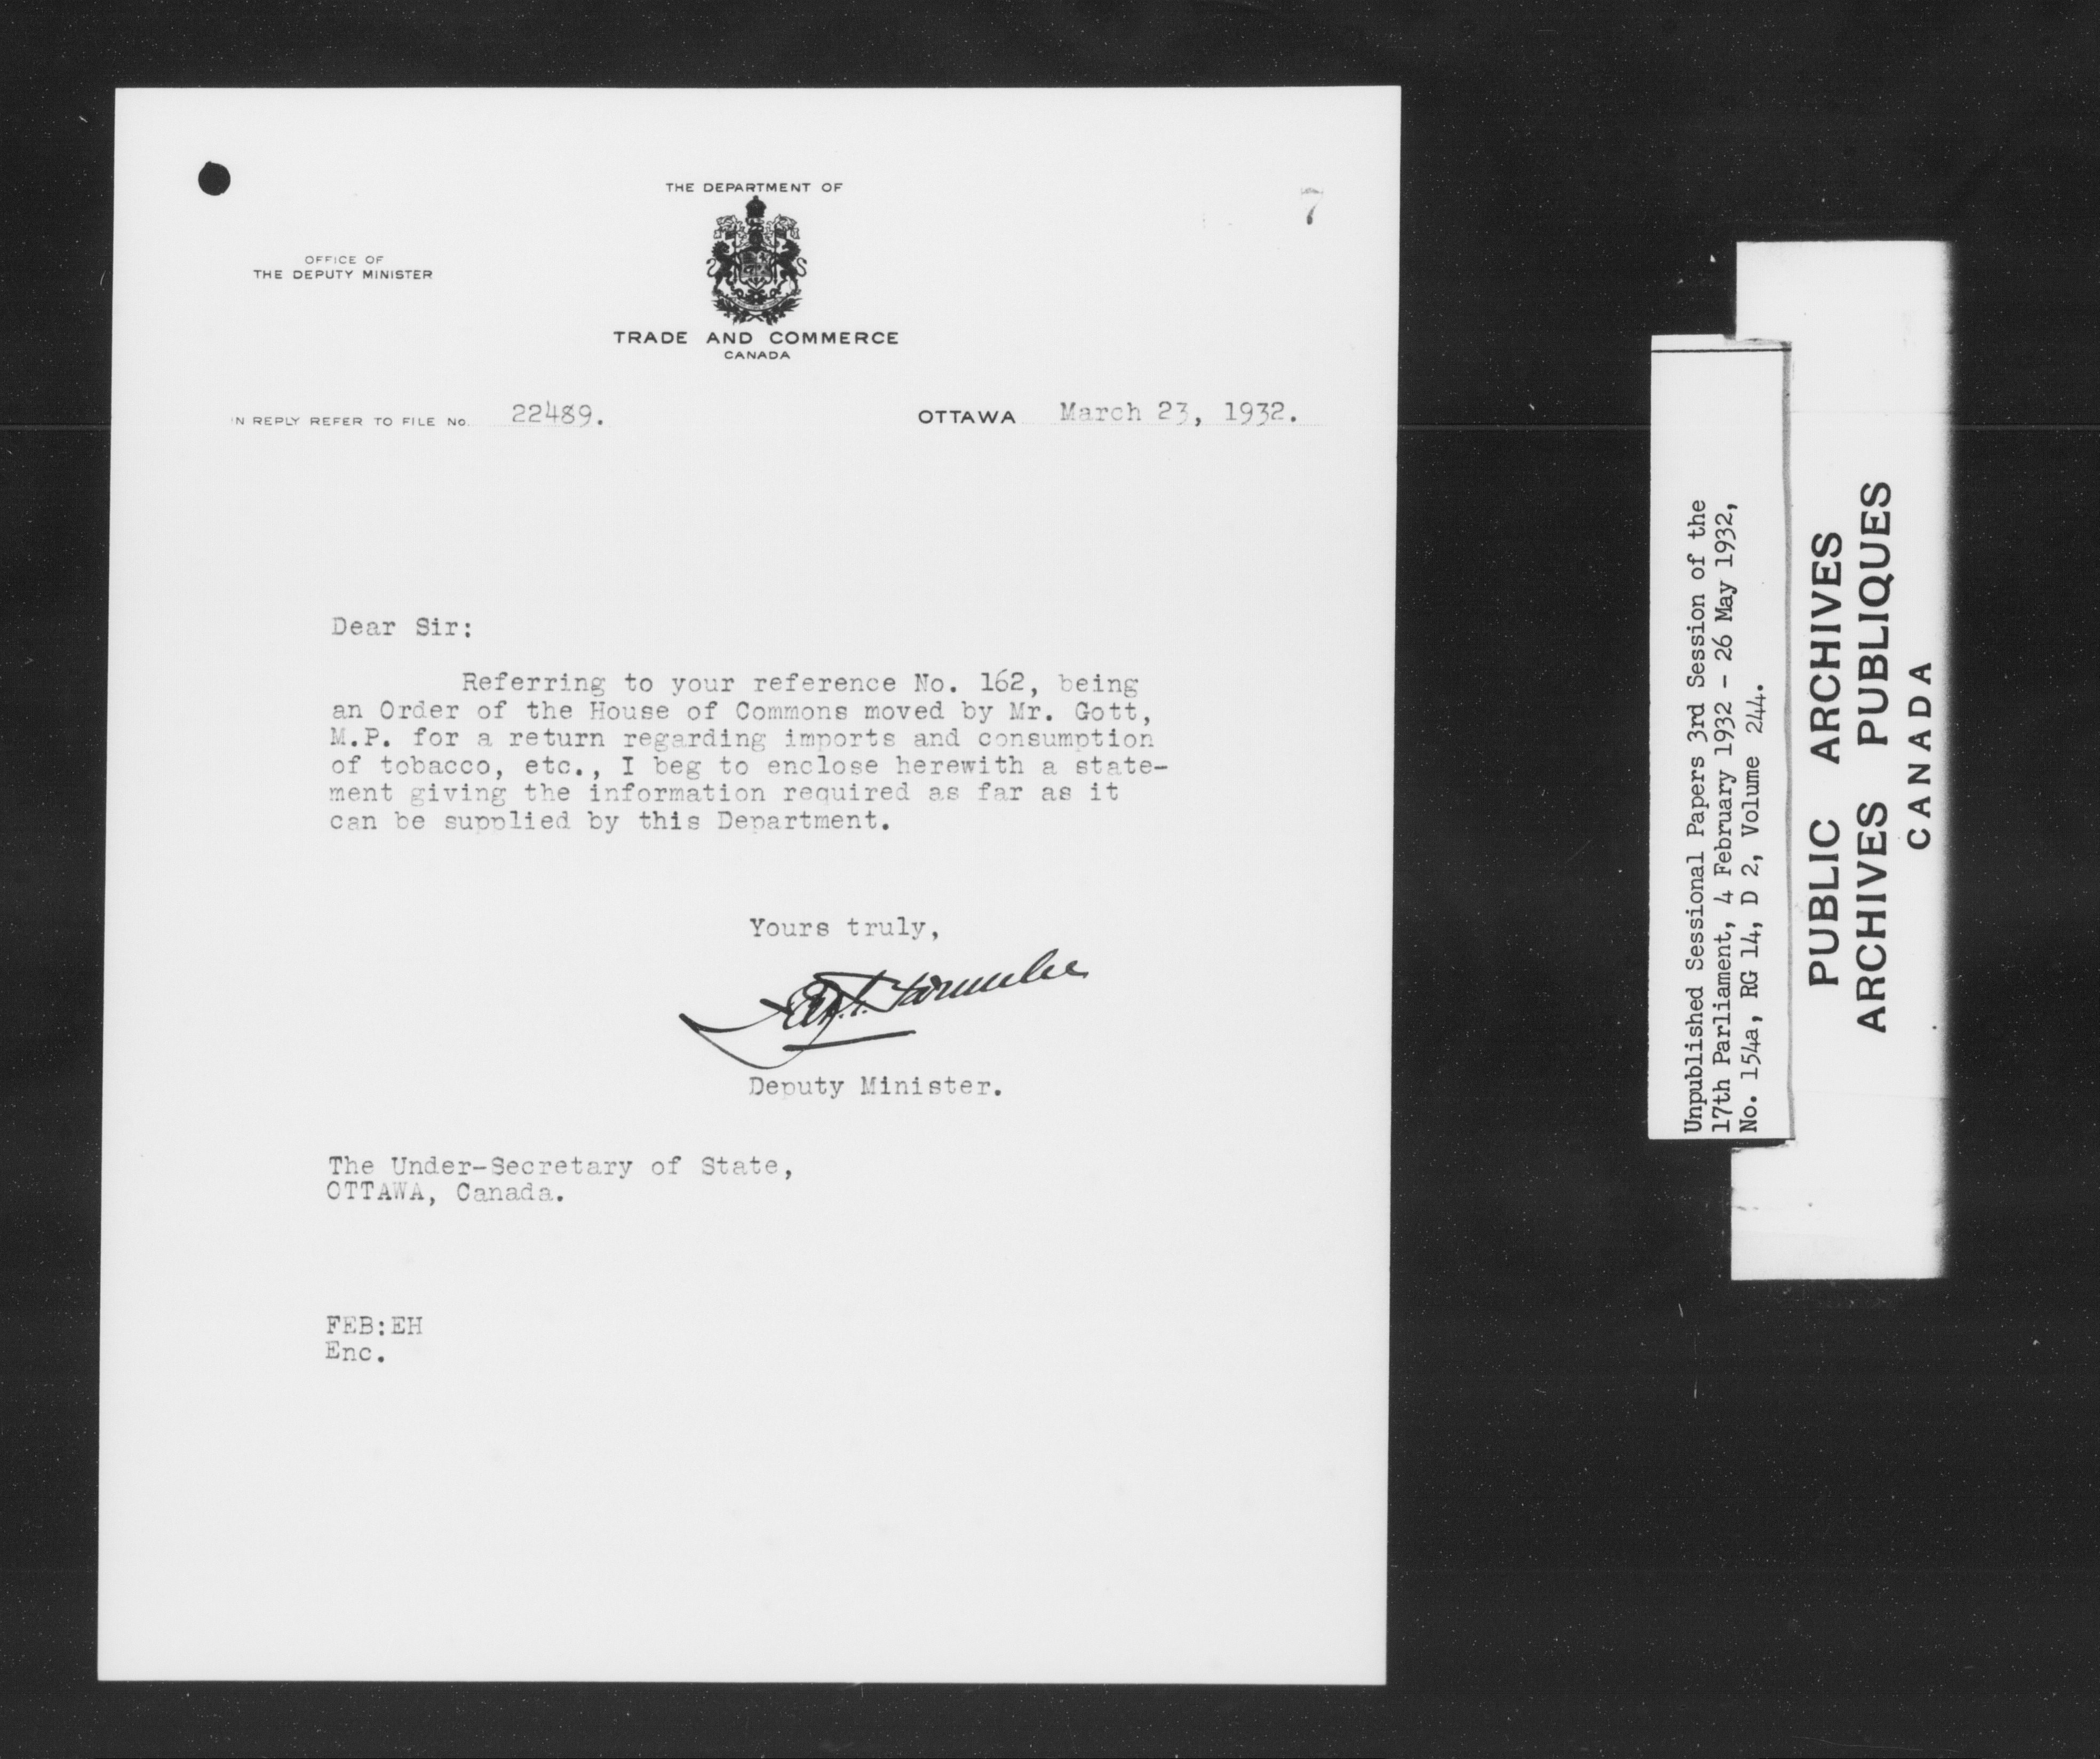 7
THE DEPARTMENT OF
OFFICE OF
THE DEPUTY MINISTER
TRADE AND COMMERCE
CANADA
IN REPLY REFER TO FILE No. 22489.
OTTAWA March 23, 1932.
Dear Sir:
Referring to your reference No. 162, being
an Order of the House of Commons moved by Mr. Gott,
M.P. for a return regarding imports and consumption
of tobacco, etc., I beg to enclose herewith a state-
ment giving the information required as far as it
can be supplied by this Department.
Yours truly,
Deputy Minister.
The Under-Secretary of State,
OTTAWA, Canada.
FEB:EH
Enc.
Unpublished Sessional Papers 3rd Session of the
17th Parliament, 4 February 1932 - 26 May 1932,
No. 154a, RG 14, D 2, Volume 244.
PUBLIC ARCHIVES
ARCHIVES PUBLIQUES
CANADA